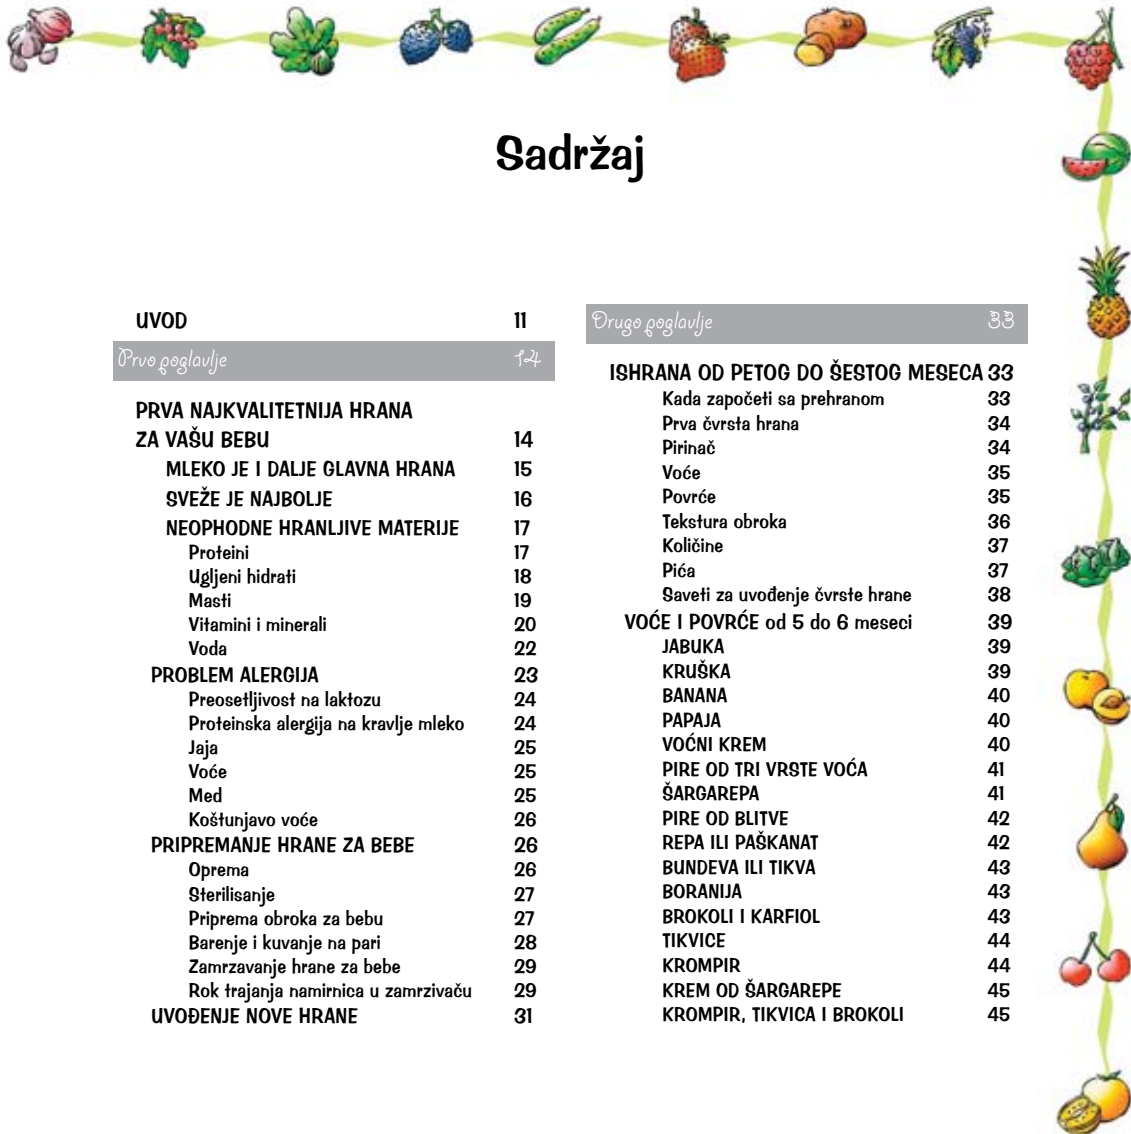 Sadržaj
UVOD 11
Prvo poglavlje 14
PRVA NAJKVALITETNIJA HRANA
ZA VAŠU BEBU 14
MLEKO JE I DALJE GLAVNA HRANA 15
SVEŽE JE NAJBOLJE 16
NEOPHODNE HRANLJIVE MATERIJE 17
Proteini 17
Ugljeni hidrati 18
Masti 19
Vitamini i minerali 20
Voda 22
PROBLEM ALERGIJA 23
Preosetljivost na laktozu 24
Proteinska alergija na kravlje mleko 24
Jaja 25
Voće 25
Med 25
Koštunjavo voće 26
PRIPREMANJE HRANE ZA BEBE 26
Oprema 26
Sterilisanje 27
Priprema obroka za bebu 27
Barenje i kuvanje na pari 28
Zamrzavanje hrane za bebe 29
Rok trajanja namirnica u zamrzivaču 29
UVOĐENJE NOVE HRANE 31
Drugo poglavlje 33
ISHRANA OD PETOG DO ŠESTOG MESECA 33
Kada započeti sa prehranom 33
Prva čvrsta hrana 34
Pirinač 34
Voće 35
Povrće 35
Tekstura obroka 36
Količine 37
Pića 37
Saveti za uvođenje čvrste hrane 38
VOĆE I POVRĆE od 5 do 6 meseci 39
JABUKA 39
KRUŠKA 39
BANANA 40
PAPAJA 40
VOĆNI KREM 40
PIRE OD TRI VRSTE VOĆA 41
ŠARGAREPA 41
PIRE OD BLITVE 42
REPA ILI PAŠKANAT 42
BUNDEVA ILI TIKVA 43
BORANIJA 43
BROKOLI I KARFIOL 43
TIKVICE 44
KROMPIR 44
KREM OD ŠARGAREPE 45
KROMPIR, TIKVICA I BROKOLI 45